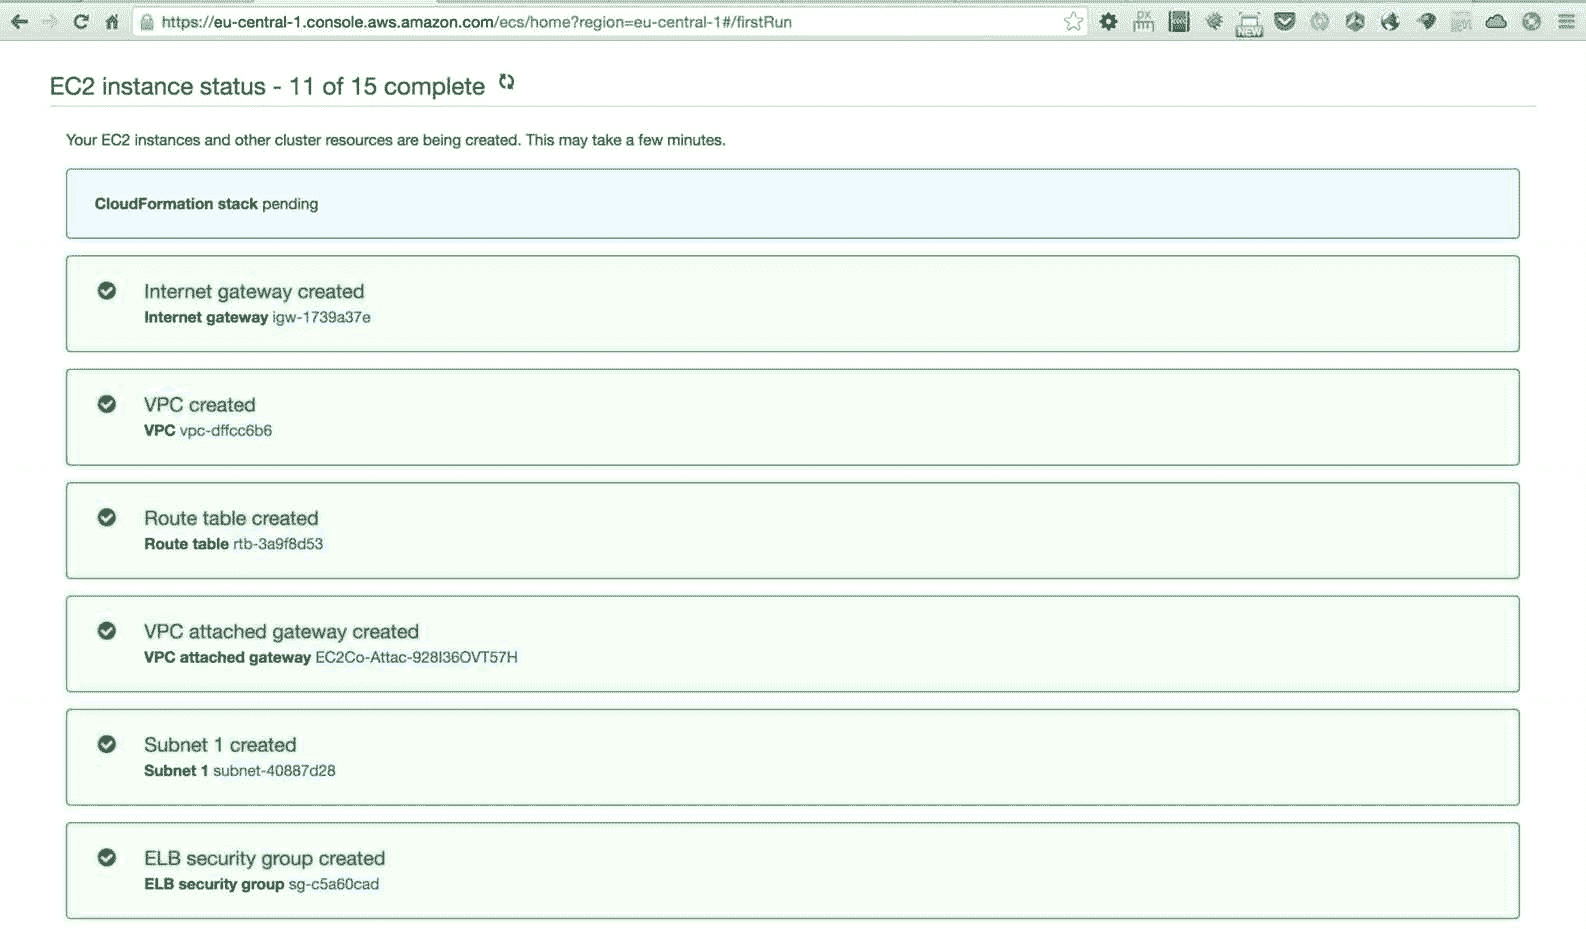 https://eu-central-1.console.aws.amazon.com/ecs/home?region=eu-central-1#/firstRun
NEW
EC2 instance status - 11 of 15 complete
Your EC2 instances and other cluster resources are being created. This may take a few minutes.
CloudFormation stack pending
Internet gateway created
Internet gateway igw-1739a37e
VPC created
VPC vpc-dffcc6b6
Route table created
Route table rtb-3a9f8d53
VPC attached gateway created
VPC attached gateway EC2Co-Attac-928I36OVT57H
Subnet 1 created
Subnet 1 subnet-40887d28
ELB security group created
ELB security group sg-c5a60cad